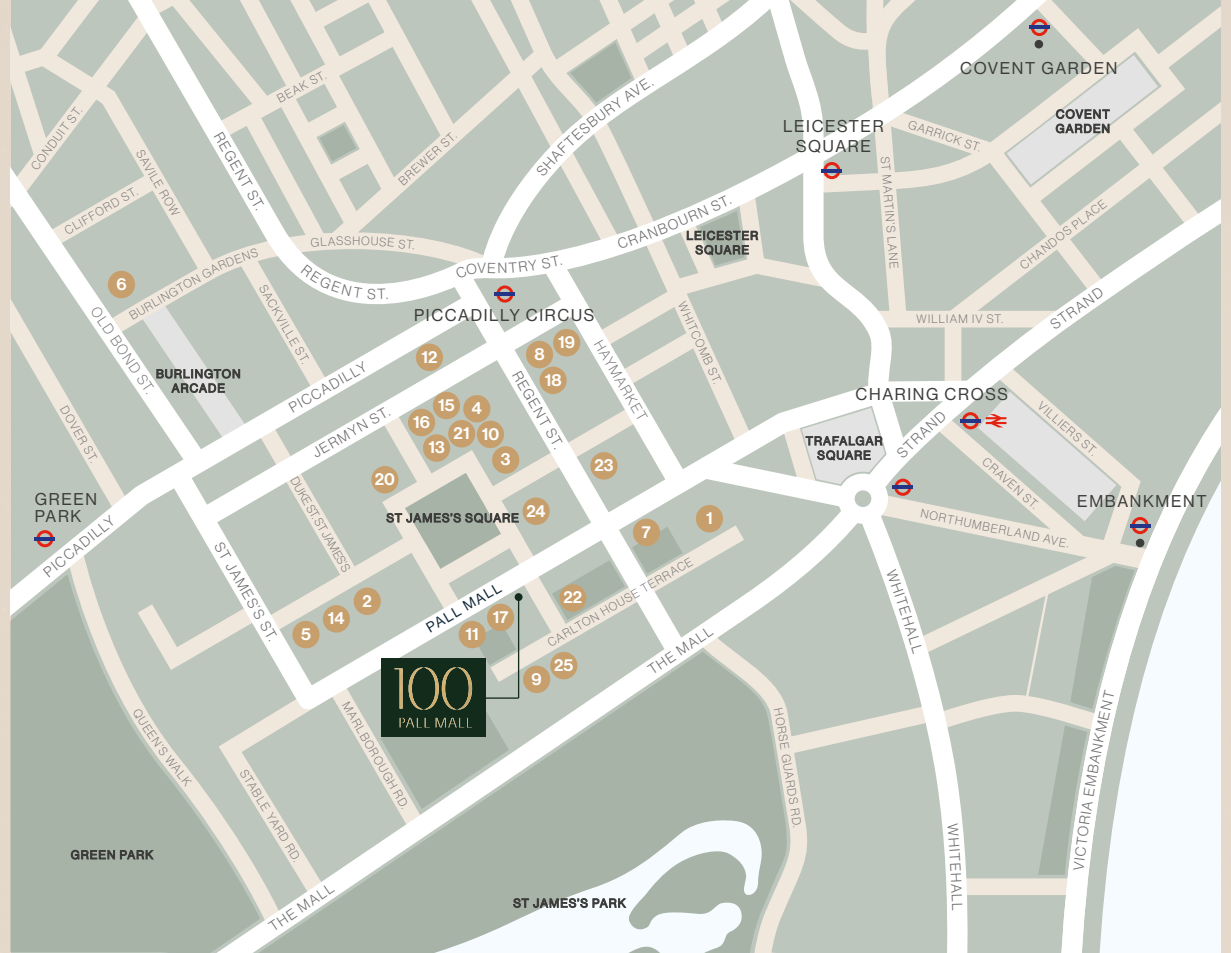 COVENT GARDEN
BEAK ST.
CONDUIT ST.
SHAFTESBURY AVE.
COVENT
GARDEN
LEICESTER
SQUARE
GARRICK ST.
REGENT ST.
BREWER ST.
SAVILE ROW
ST MARTIN'S LANE
CLIFFORD ST.
CRANBOURN ST.
CHANDOS PLACE
LEICESTER
SQUARE
GLASSHOUSE ST.
BURLINGTON GARDENS
COVENTRY ST.
REGENT ST.
6
SACKVILLE ST.
PICCADILLY CIRCUS
STRAND
WILLIAM IV ST.
WHITCOMB ST.
OLD BOND ST.
19
8
12
18
HAYMARKET
BURLINGTON
ARCADE
PICCADILLY
REGENT ST.
CHARING CROSS
15
4
16
21
10
13
3
JERMYN ST.
DOVER ST.
TRAFALGAR
SQUARE
STRAND
VILLIERS ST.
20
23
CRAVEN ST.
GREEN
PARK
DUKE ST ST JAMES'S
ST JAMES'S SQUARE
24
1
7
EMBANKMENT
NORTHUMBERLAND AVE.
PICCADILLY
ST JAMES'S ST.
PALL MALL
2
14
5
22
17
11
CARLTON HOUSE TERRACE
WHITEHALL
THE MALL
25
9
100
PALL MALL
QUEEN'S WALK
MARLBOROUGH RD.
HORSE GUARDS RD.
VICTORIA EMBANKMENT
STABLE YARD RD.
GREEN PARK
WHITEHALL
THE MALL
ST JAMES'S PARK